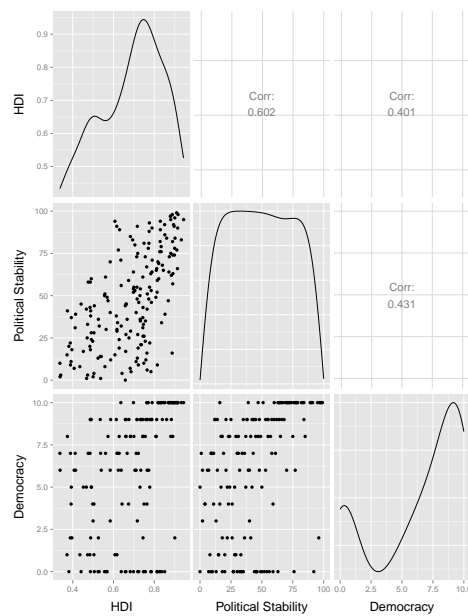 HDI
0.9
0.8
0.7
0.6
0.5
Corr:
0.602
Corr:
0.401
Political Stability
100
75
50
25
0
Corr:
0.431
Democracy
10.0
7.5
5.0
2.5
0.0
0.4 0.6 0.8
0 25 50 75 100
0.0 2.5 5.0 7.5 10.0
HDI Political Stability Democracy